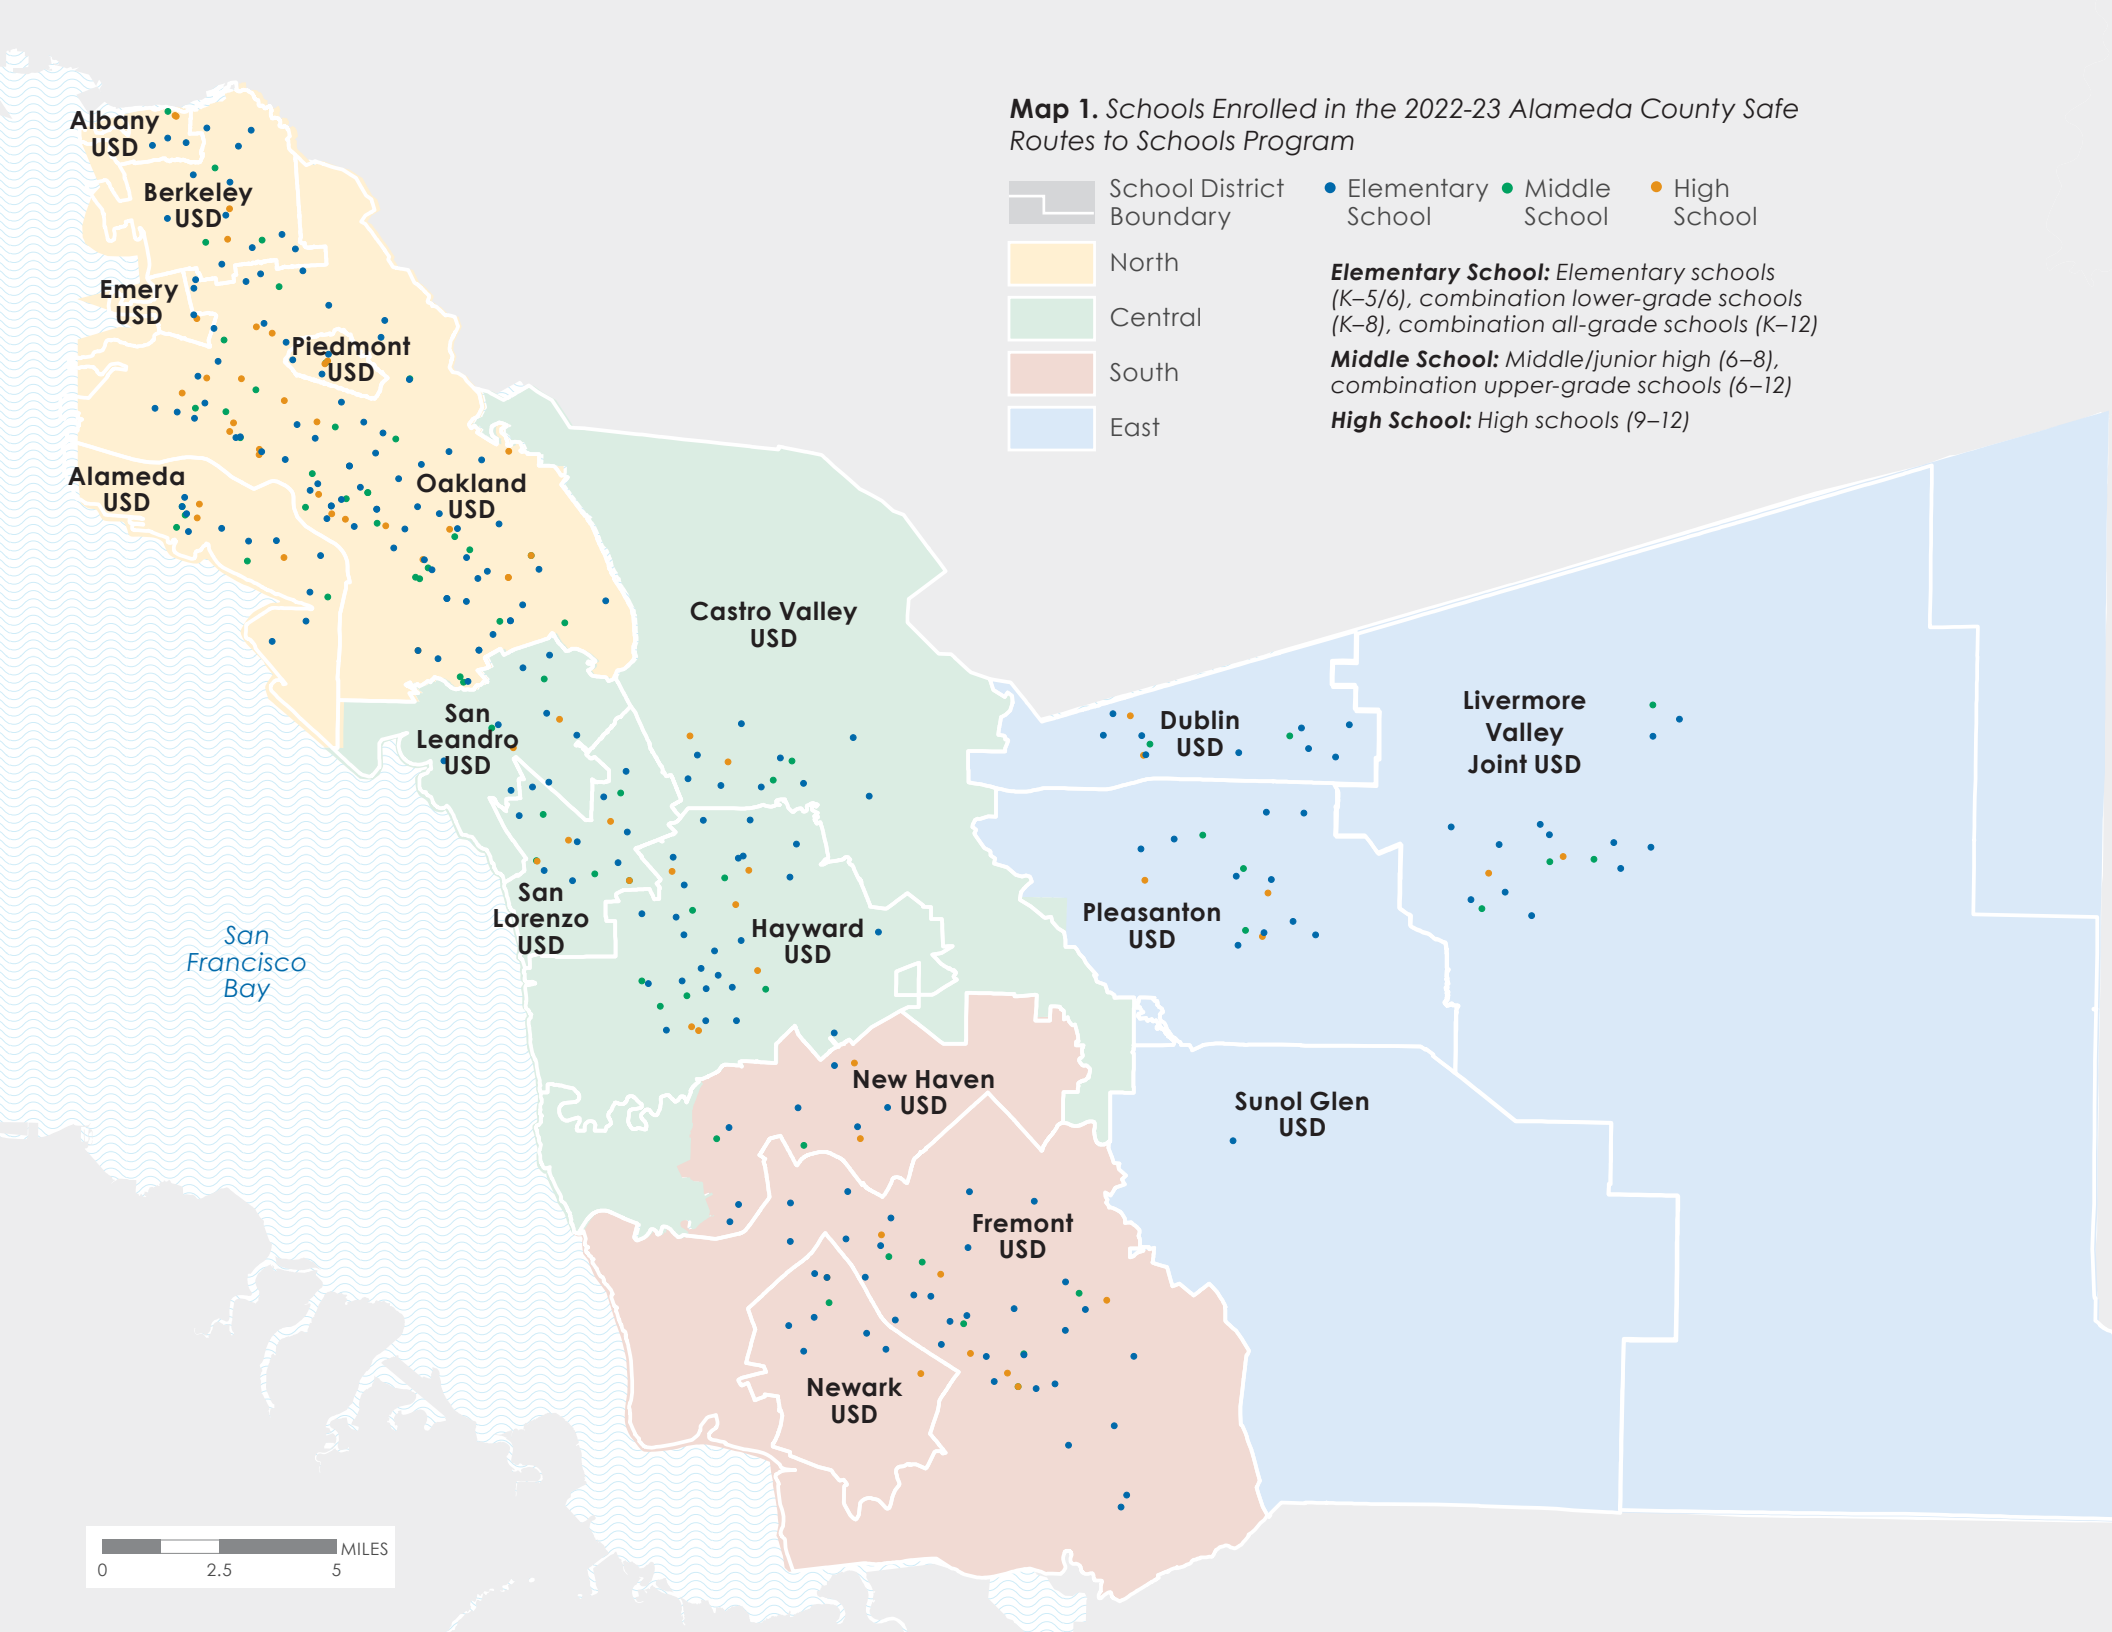 Map 1. Schools Enrolled in the 2022-23 Alameda County Safe
Routes to Schools Program
School District
Boundary
Elementary
School
Middle
School
High
School
North
Central
South
East
Elementary School: Elementary schools
(K–5/6), combination lower-grade schools
(K–8), combination all-grade schools (K–12)
Middle School: Middle/junior high (6–8),
combination upper-grade schools (6–12)
High School: High schools (9–12)
Albany
USD
Berkeley
USD
Emery
USD
Piedmont
USD
Alameda
USD
Oakland
USD
Castro Valley
USD
San
Leandro
USD
Dublin
USD
Livermore
Valley
Joint USD
San
Lorenzo
USD
Hayward
USD
Pleasanton
USD
San
Francisco
Bay
New Haven
USD
Sunol Glen
USD
Fremont
USD
Newark
USD
MILES
0
2.5
5